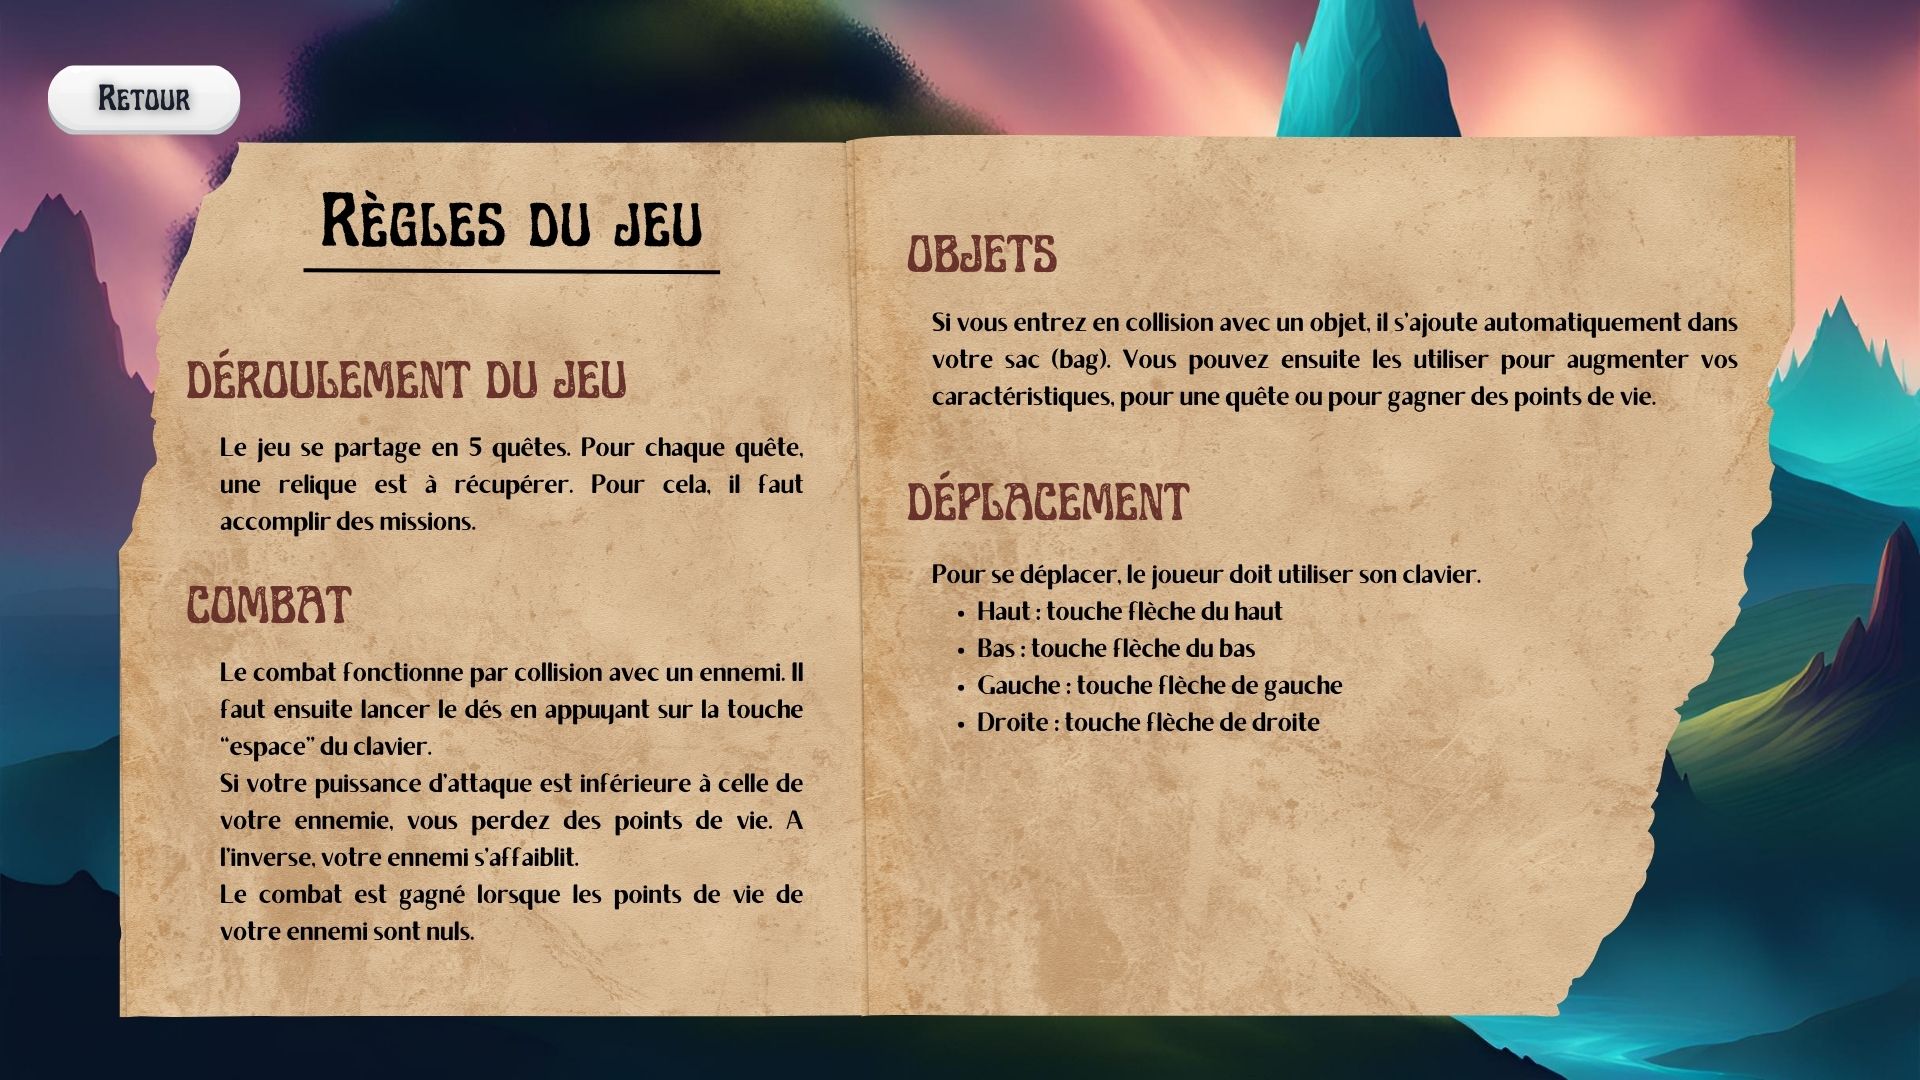 Retour
Règles du jeu
Déroulement du jeu
Le jeu se partage en 5 quêtes. Pour chaque quête,
une relique est à récupérer. Pour cela, il faut
accomplir des missions.
Combat
Le combat fonctionne par collision avec un ennemi. Il
faut ensuite lancer le dés en appuyant sur la touche
“espace” du clavier.
Si votre puissance d’attaque est inférieure à celle de
votre ennemie, vous perdez des points de vie. A
l’inverse, votre ennemi s’affaiblit.
Le combat est gagné lorsque les points de vie de
votre ennemi sont nuls.
Objets
Si vous entrez en collision avec un objet, il s’ajoute automatiquement dans
votre sac (bag). Vous pouvez ensuite les utiliser pour augmenter vos
caractéristiques, pour une quête ou pour gagner des points de vie.
Déplacement
Pour se déplacer, le joueur doit utiliser son clavier.
• Haut : touche flèche du haut
• Bas : touche flèche du bas
• Gauche : touche flèche de gauche
• Droite : touche flèche de droite